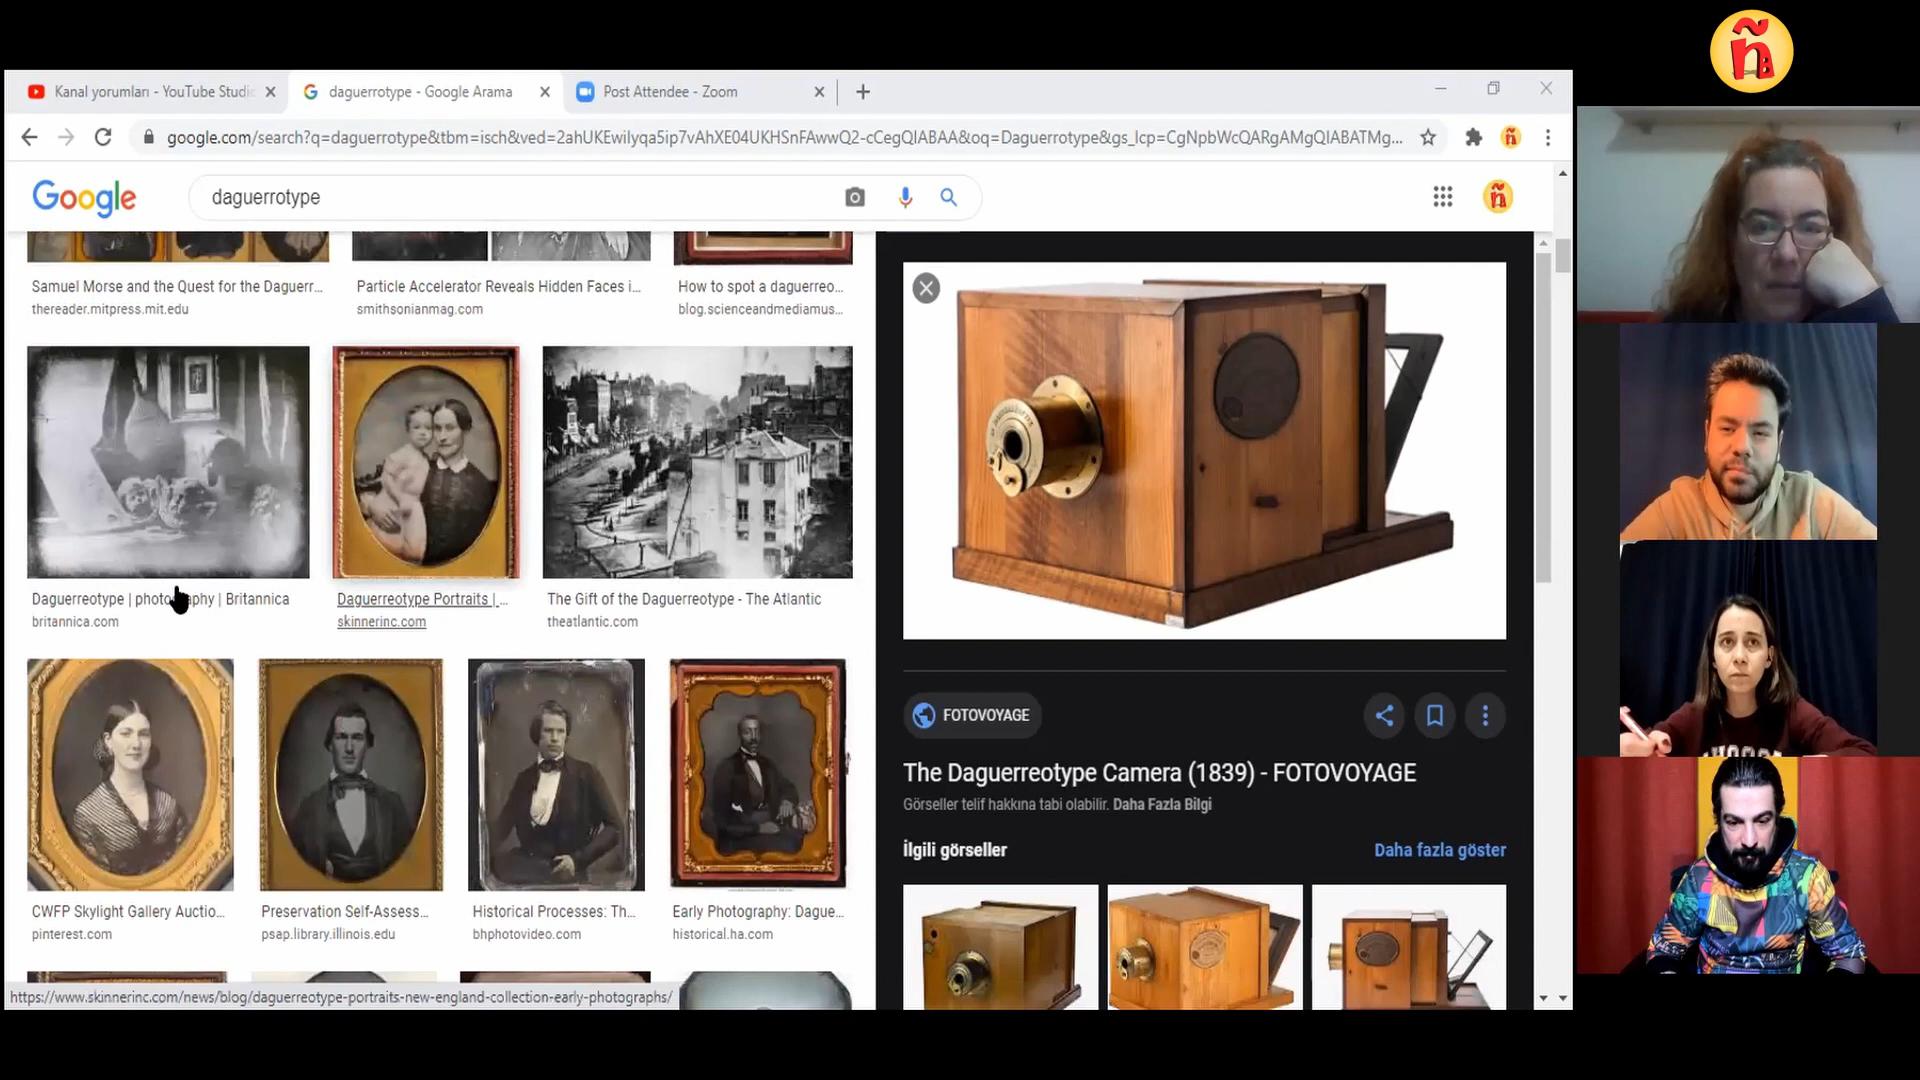 ñ
Kanal yorumları - YouTube Studi
daguerrotype - Google Arama
Post Attendee - Zoom
google.com/search?q=daguerrotype&tbm=isch&ved=2ahUKEwilyqa5ip7vAhXE04UKHSnFAwwQ2-cCegQIABAA&oq=Daguerrotype&gs_lcp=CgNpbWcQARgAMgQIABATMg...
Google
daguerrotype
ñ
Samuel Morse and the Quest for the Daguerr...
thereader.mitpress.mit.edu
Particle Accelerator Reveals Hidden Faces i...
smithsonianmag.com
How to spot a daguerreo...
blog.scienceandmediamus...
Daguerreotype | photography | Britannica
britannica.com
Daguerreotype Portraits | ...
skinnerinc.com
The Gift of the Daguerreotype - The Atlantic
theatlantic.com
CWFP Skylight Gallery Auctio...
pinterest.com
Preservation Self-Assess...
psap.library.illinois.edu
Historical Processes: Th...
bhphotovideo.com
Early Photography: Dague...
historical.ha.com
https://www.skinnerinc.com/news/blog/daguerreotype-portraits-new-england-collection-early-photographs/
FOTOVOYAGE
The Daguerreotype Camera (1839) - FOTOVOYAGE
Görseller telif hakkına tabi olabilir. Daha Fazla Bilgi
İlgili görseller
Daha fazla göster